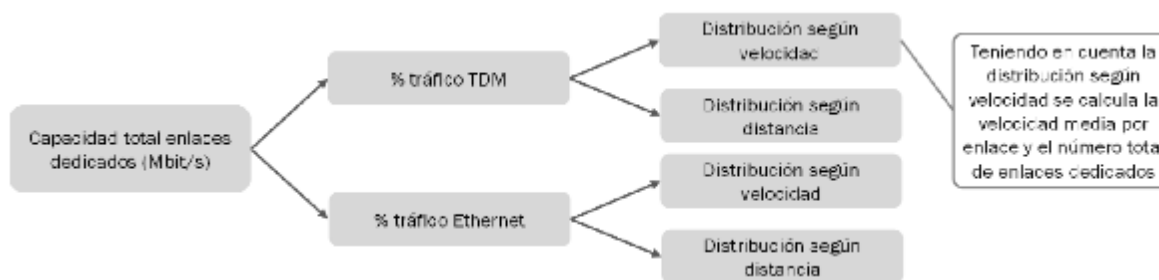 Capacidad total enlaces
dedicados (Mbit/s)
% tráfico TDM
% tráfico Ethernet
Distribución según
velocidad
Distribución según
distancia
Distribución según
velocidad
Distribución según
distancia
Teniendo en cuenta la
distribución según
velocidad se calcula la
velocidad media por
enlace y el número tota
de enlaces dedicados